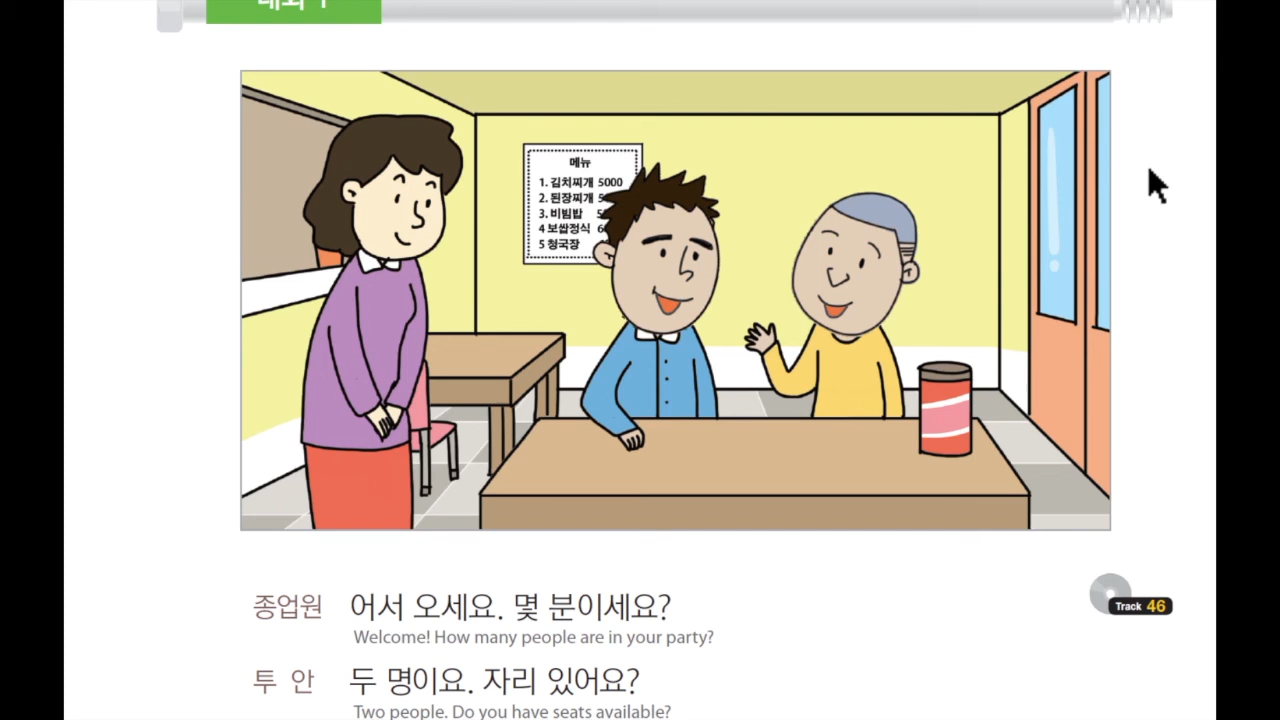 메뉴
1. 김치찌개 5000
2. 된장찌개
3. 비빔밥
4 보쌈정식
5 청국장
종업원 어서 오세요. 몇 분이세요?
Welcome! How many people are in your party?
Track 46
투 안 두 명이요. 자리 있어요?
Two people. Do you have seats available?